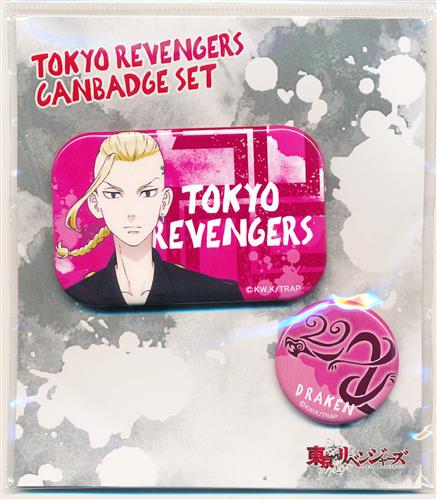 TOKYO REVENGERS
CANBADGE SET
TOKYO
REVENGERS
©KW,K/TRAP
DRAKEN
©KW,K/TRAP
東京リベンジャーズ